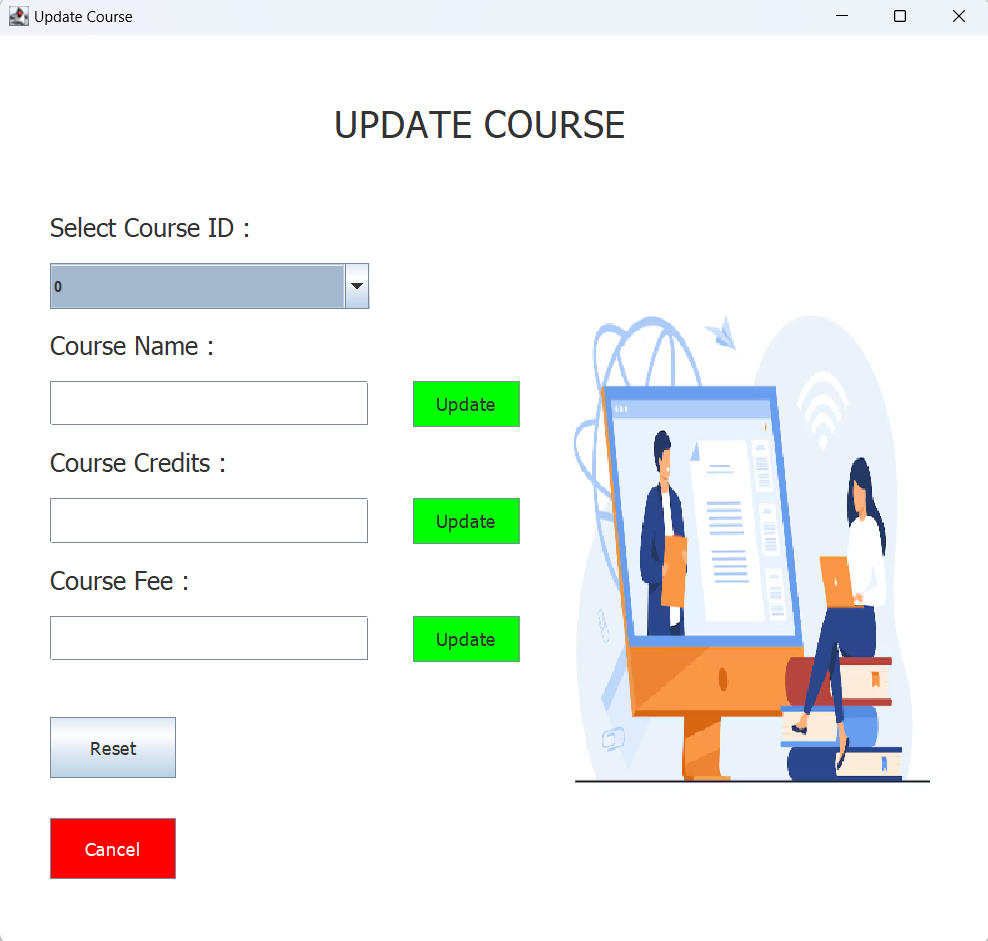 Update Course
UPDATE COURSE
Select Course ID :
0
Course Name :
Update
Course Credits :
Update
Course Fee :
Update
Reset
Cancel